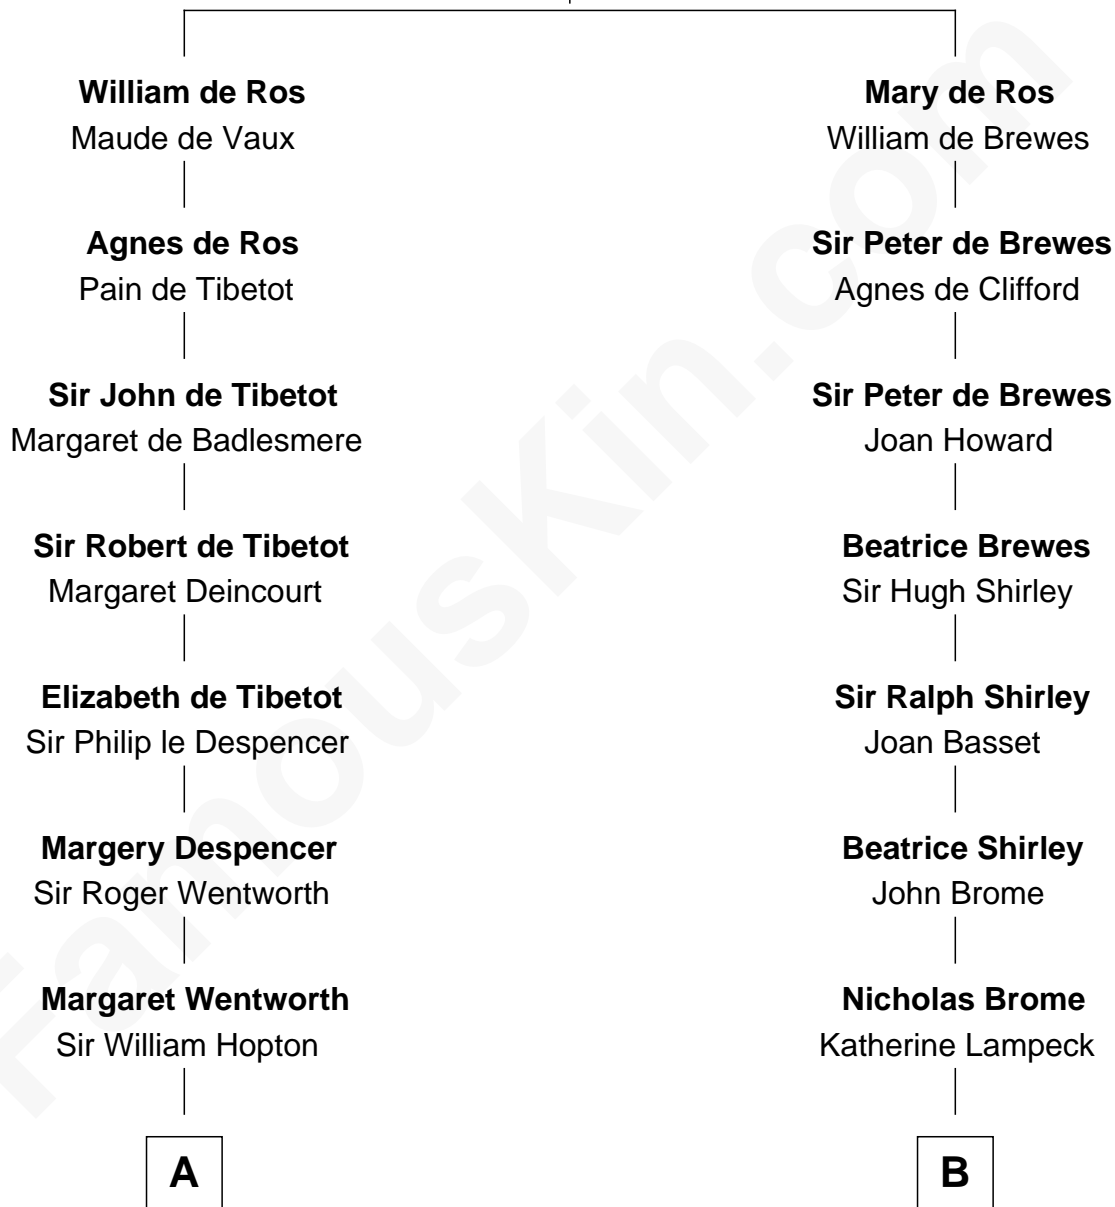 William de Ros
Maude de Vaux
Agnes de Ros
Pain de Tibetot
Sir John de Tibetot
Margaret de Badlesmere
Sir Robert de Tibetot
Margaret Deincourt
Elizabeth de Tibetot
Sir Philip le Despencer
Margery Despencer
Sir Roger Wentworth
Margaret Wentworth
Sir William Hopton
A
Mary de Ros
William de Brewes
Sir Peter de Brewes
Agnes de Clifford
Sir Peter de Brewes
Joan Howard
Beatrice Brewes
Sir Hugh Shirley
Sir Ralph Shirley
Joan Basset
Beatrice Shirley
John Brome
Nicholas Brome
Katherine Lampeck
B
FamousKin.com